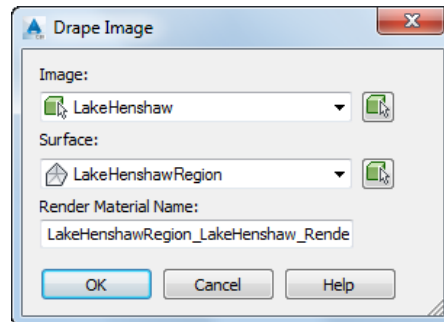 Drape Image
Image:
LakeHenshaw
Surface:
LakeHenshawRegion
Render Material Name:
LakeHenshawRegion_LakeHenshaw_Rende
OK Cancel Help